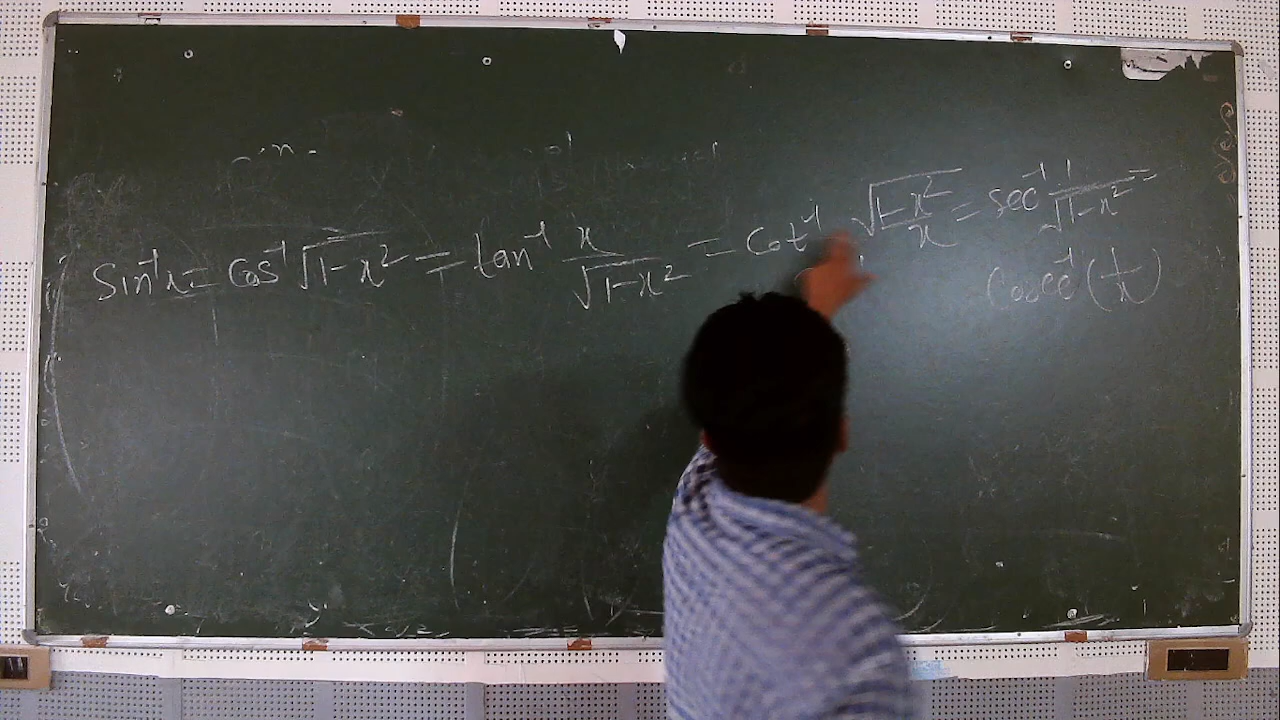 Sin⁻¹x = Cos⁻¹ √1-x² = tan⁻¹ x/√1-x² = Cot⁻¹ √1-x²/x = sec⁻¹ 1/√1-x² =
Cosec⁻¹ (1/x)